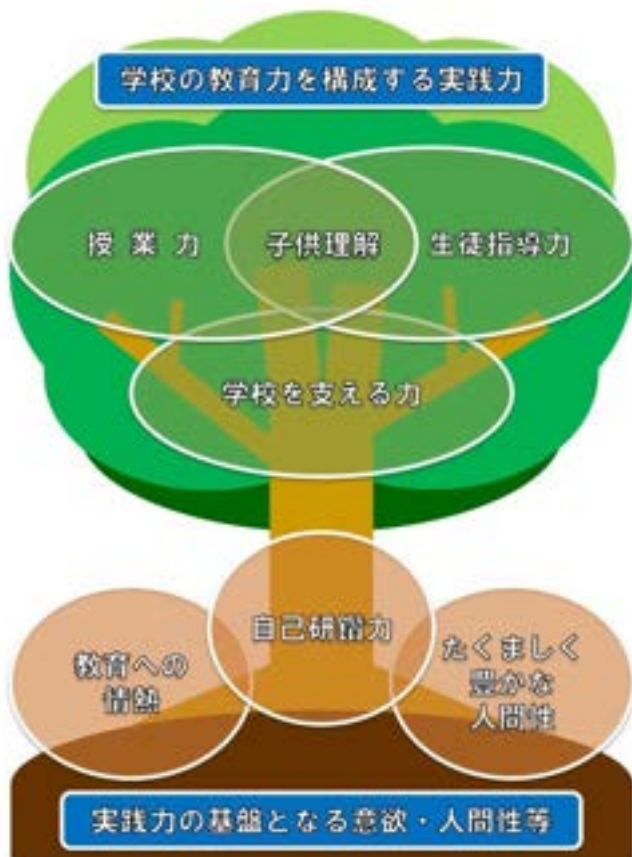 学校の教育力を構成する実践力
授業力
子供理解
生徒指導力
学校を支える力
自己研鑽力
教育への
情熱
たくましく
豊かな
人間性
実践力の基盤となる意欲・人間性等